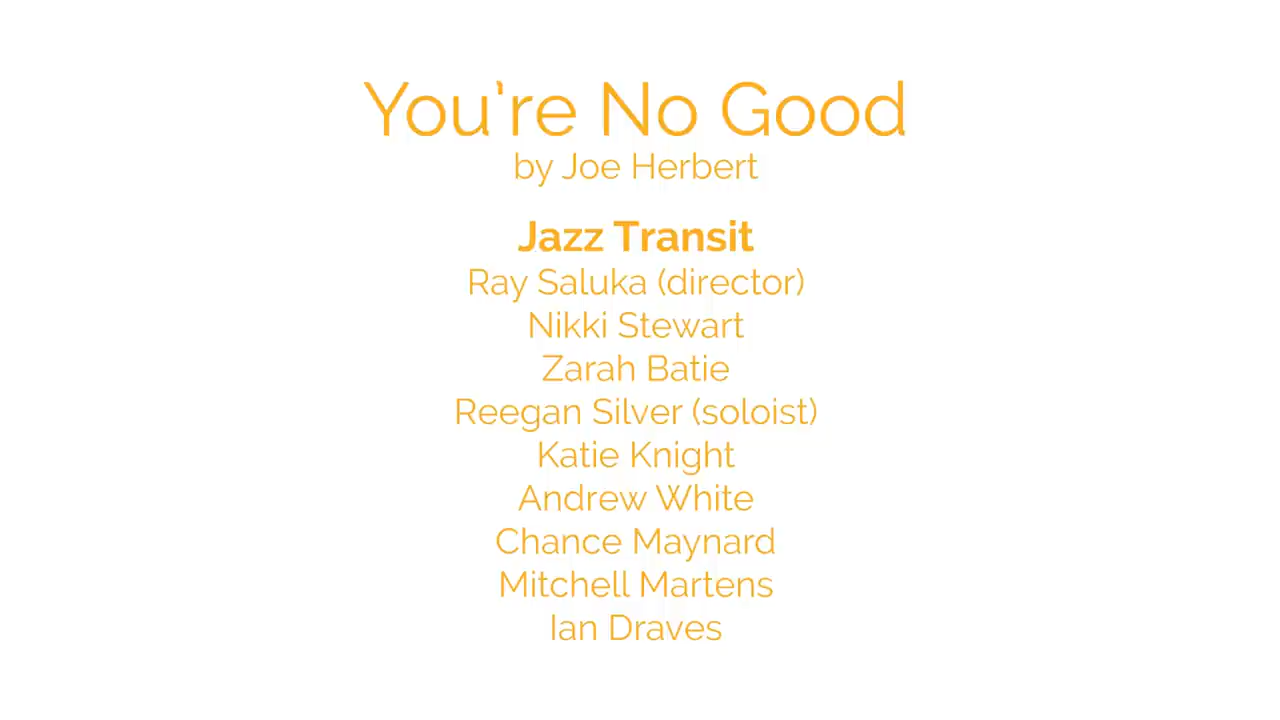 You're No Good
by Joe Herbert
Jazz Transit
Ray Saluka (director)
Nikki Stewart
Zarah Batie
Reegan Silver (soloist)
Katie Knight
Andrew White
Chance Maynard
Mitchell Martens
Ian Draves